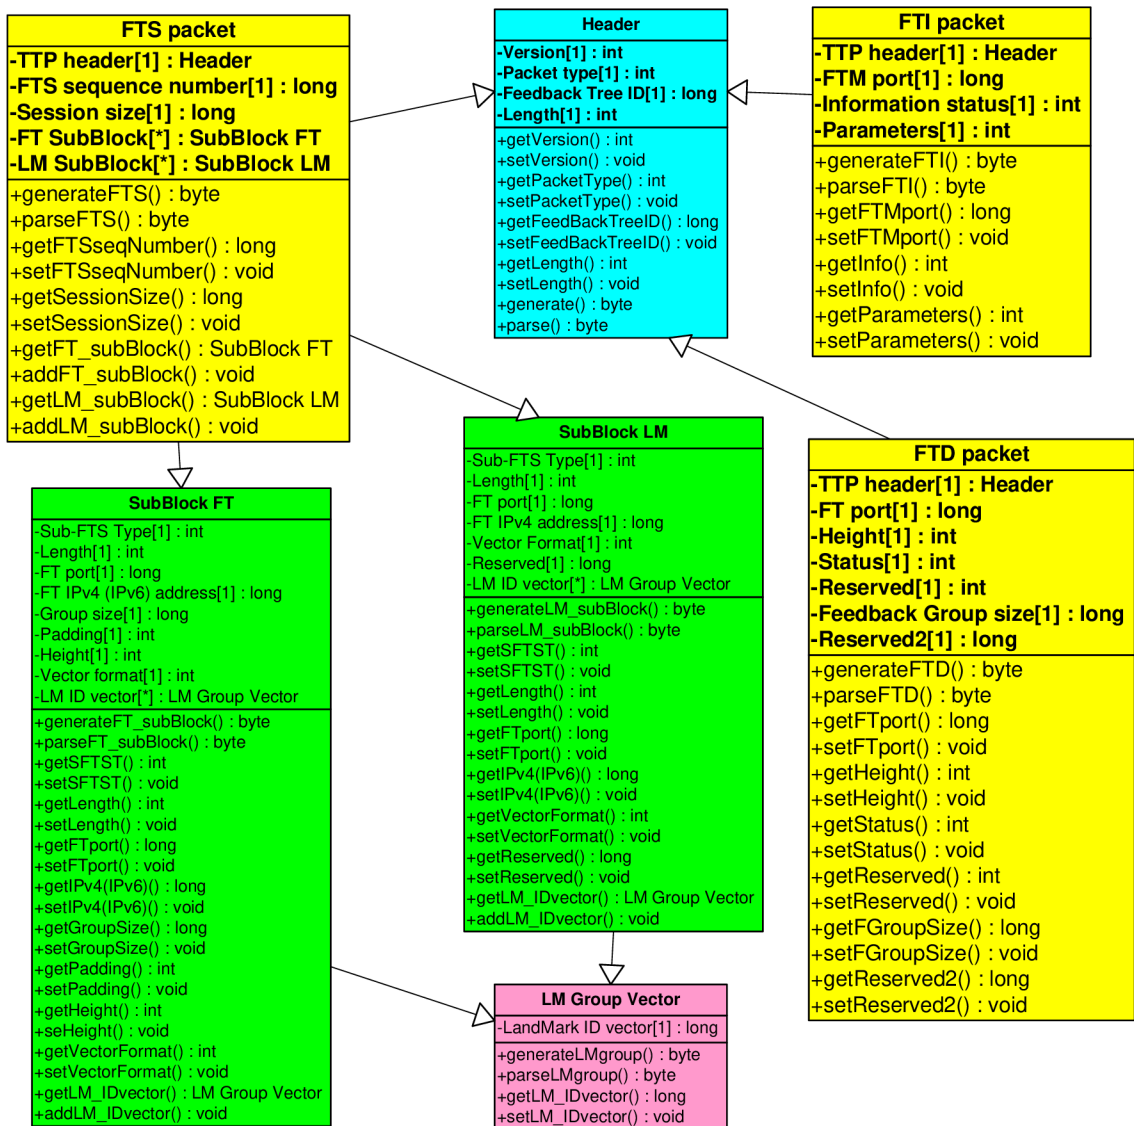 FTS packet
-TTP header[1] : Header
-FTS sequence number[1] : long
-Session size[1] : long
-FT SubBlock[*] : SubBlock FT
-LM SubBlock[*] : SubBlock LM
+generateFTS() : byte
+parseFTS() : byte
+getFTSseqNumber() : long
+setFTSseqNumber() : void
+getSessionSize() : long
+setSessionSize() : void
+getFT_subBlock() : SubBlock FT
+addFT_subBlock() : void
+getLM_subBlock() : SubBlock LM
+addLM_subBlock() : void
Header
-Version[1] : int
-Packet type[1] : int
-Feedback Tree ID[1] : long
-Length[1] : int
+getVersion() : int
+setVersion() : void
+getPacketType() : int
+setPacketType() : void
+getFeedBackTreeID() : long
+setFeedBackTreeID() : void
+getLength() : int
+setLength() : void
+generate() : byte
+parse() : byte
FTI packet
-TTP header[1] : Header
-FTM port[1] : long
-Information status[1] : int
-Parameters[1] : int
+generateFTI() : byte
+parseFTI() : byte
+getFTMport() : long
+setFTMport() : void
+getInfo() : int
+setInfo() : void
+getParameters() : int
+setParameters() : void
SubBlock FT
-Sub-FTS Type[1] : int
-Length[1] : int
-FT port[1] : long
-FT IPv4 (IPv6) address[1] : long
-Group size[1] : long
-Padding[1] : int
-Height[1] : int
-Vector format[1] : int
-LM ID vector[*] : LM Group Vector
+generateFT_subBlock() : byte
+parseFT_subBlock() : byte
+getSFTST() : int
+setSFTST() : void
+getLength() : int
+setLength() : void
+getFTport() : long
+setFTport() : void
+getIPv4(IPv6)() : long
+setIPv4(IPv6)() : void
+getGroupSize() : long
+setGroupSize() : void
+getPadding() : int
+setPadding() : void
+getHeight() : int
+seHeight() : void
+getVectorFormat() : int
+setVectorFormat() : void
+getLM_IDvector() : LM Group Vector
+addLM_IDvector() : void
SubBlock LM
-Sub-FTS Type[1] : int
-Length[1] : int
-FT port[1] : long
-FT IPv4 address[1] : long
-Vector Format[1] : int
-Reserved[1] : long
-LM ID vector[*] : LM Group Vector
+generateLM_subBlock() : byte
+parseLM_subBlock() : byte
+getSFTST() : int
+setSFTST() : void
+getLength() : int
+setLength() : void
+getFTport() : long
+setFTport() : void
+getIPv4(IPv6)() : long
+setIPv4(IPv6)() : void
+getVectorFormat() : int
+setVectorFormat() : void
+getReserved() : long
+setReserved() : void
+getLM_IDvector() : LM Group Vector
+addLM_IDvector() : void
FTD packet
-TTP header[1] : Header
-FT port[1] : long
-Height[1] : int
-Status[1] : int
-Reserved[1] : int
-Feedback Group size[1] : long
-Reserved2[1] : long
+generateFTD() : byte
+parseFTD() : byte
+getFTport() : long
+setFTport() : void
+getHeight() : int
+setHeight() : void
+getStatus() : int
+setStatus() : void
+getReserved() : int
+setReserved() : void
+getFGroupSize() : long
+setFGroupSize() : void
+getReserved2() : long
+setReserved2() : void
LM Group Vector
-LandMark ID vector[1] : long
+generateLMgroup() : byte
+parseLMgroup() : byte
+getLM_IDvector() : long
+setLM_IDvector() : void